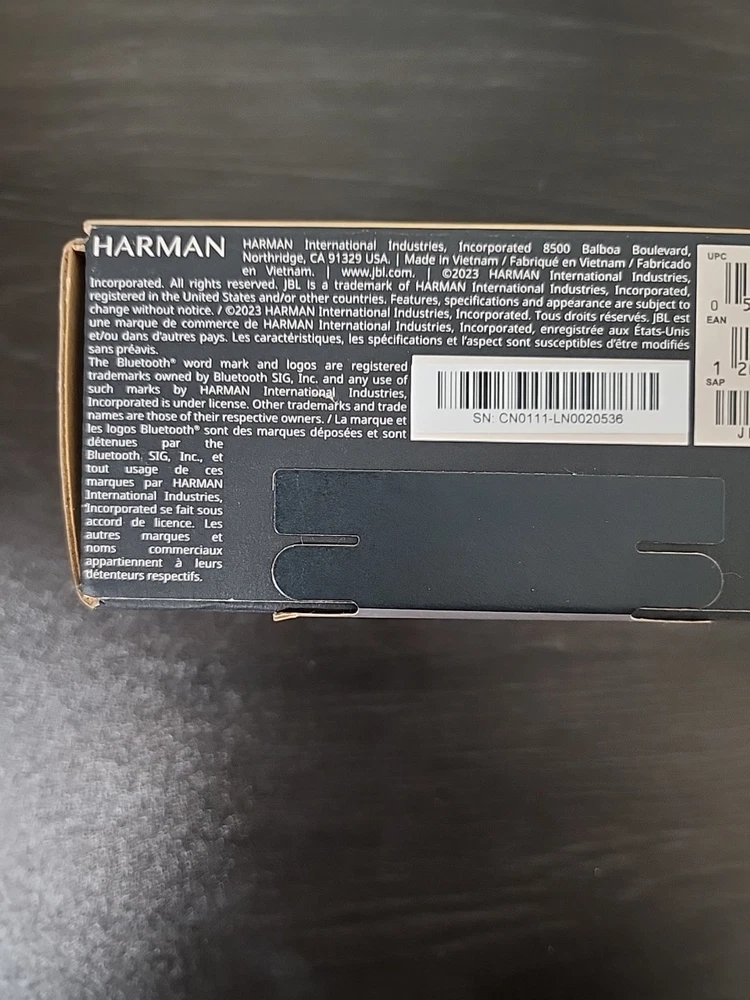 HARMAN
HARMAN International Industries, Incorporated 8500 Balboa Boulevard,
Northridge, CA 91329 USA. | Made in Vietnam / Fabriqué en Vietnam / Fabricado
en Vietnam. | www.jbl.com. | ©2023 HARMAN International Industries,
Incorporated. All rights reserved. JBL is a trademark of HARMAN International Industries, Incorporated,
registered in the United States and/or other countries. Features, specifications and appearance are subject to
change without notice. / ©2023 HARMAN International Industries, Incorporated. Tous droits réservés. JBL est
une marque de commerce de HARMAN International Industries, Incorporated, enregistrée aux États-Unis
et/ou dans d'autres pays. Les caractéristiques, les spécifications et l'aspect sont susceptibles d'être modifiés
sans préavis.
The Bluetooth® word mark and logos are registered
trademarks owned by Bluetooth SIG, Inc. and any use of
such marks by HARMAN International Industries,
Incorporated is under license. Other trademarks and trade
names are those of their respective owners. / La marque et
les logos Bluetooth® sont des marques déposées et sont
détenues par the
Bluetooth SIG, Inc., et
tout usage de ces
marques par HARMAN
International Industries,
Incorporated se fait sous
accord de licence. Les
autres marques et
noms commerciaux
appartiennent à leurs
détenteurs respectifs.
SN: CN0111-LN0020536
UPC
0 5
EAN
1 2
SAP
J